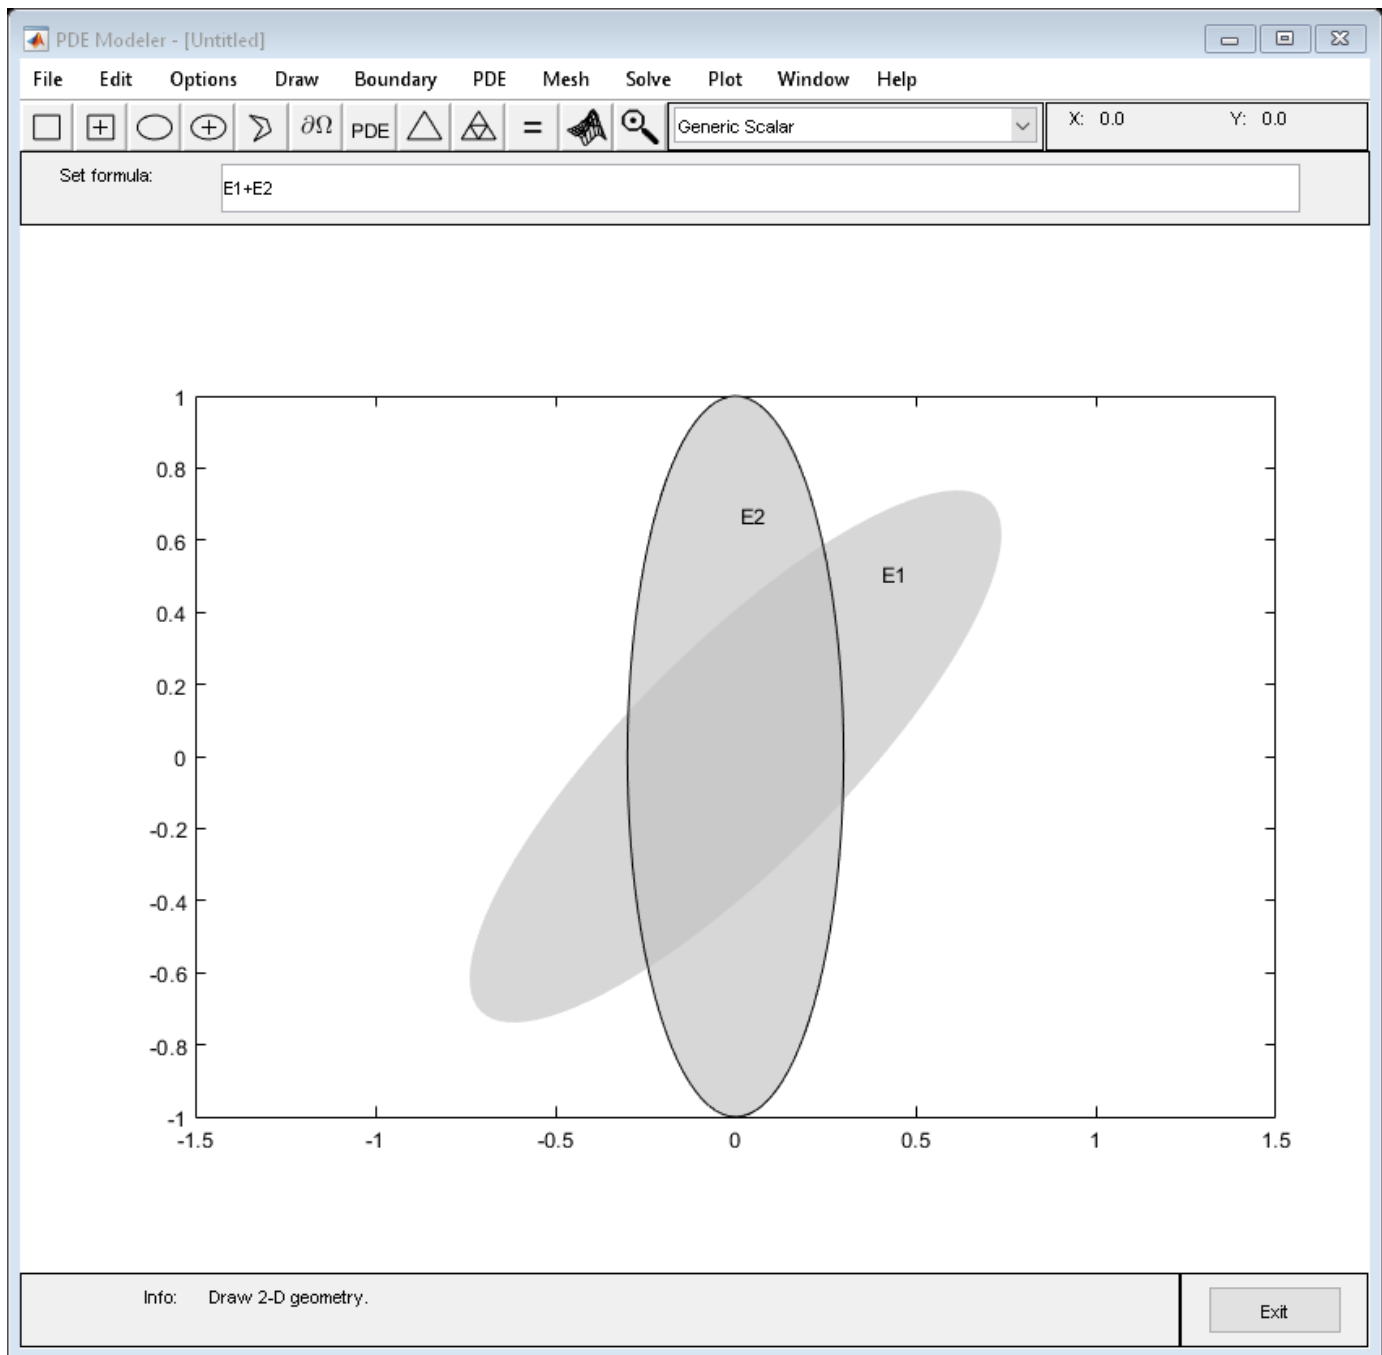 PDE Modeler - [Untitled]
File Edit Options Draw Boundary PDE Mesh Solve Plot Window Help
∂Ω PDE = Generic Scalar X: 0.0 Y: 0.0
Set formula: E1+E2
1
0.8
0.6
0.4
0.2
0
-0.2
-0.4
-0.6
-0.8
-1
E2
E1
-1.5 -1 -0.5 0 0.5 1 1.5
Info: Draw 2-D geometry.
Exit